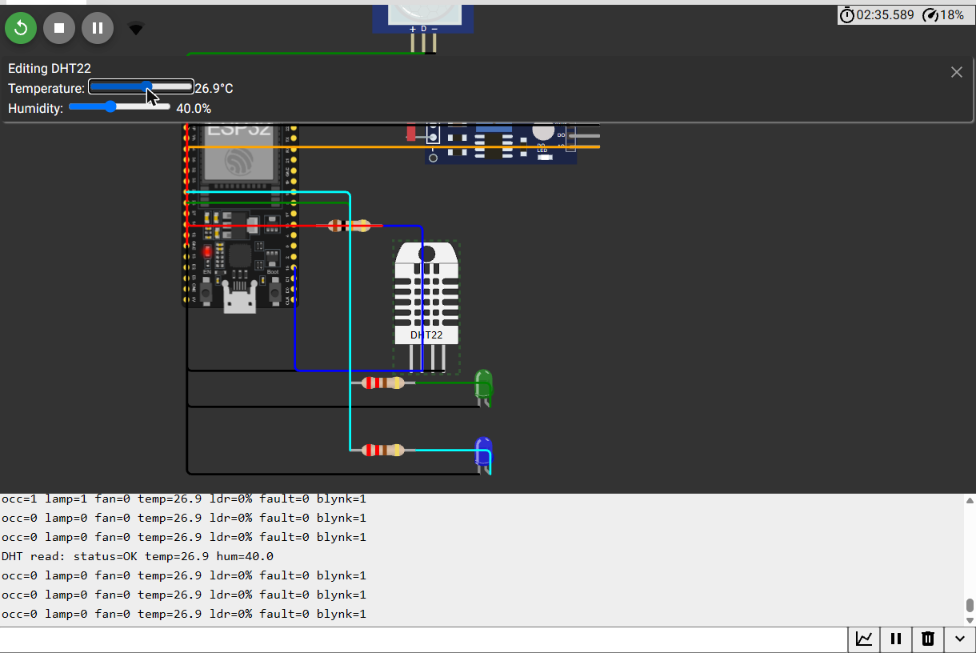 02:35.589 18%
+ D −
Editing DHT22
Temperature: 26.9°C
Humidity: 40.0%
ESP32
EN Boot
DHT22
occ=1 lamp=1 fan=0 temp=26.9 ldr=0% fault=0 blynk=1
occ=0 lamp=0 fan=0 temp=26.9 ldr=0% fault=0 blynk=1
occ=0 lamp=0 fan=0 temp=26.9 ldr=0% fault=0 blynk=1
DHT read: status=OK temp=26.9 hum=40.0
occ=0 lamp=0 fan=0 temp=26.9 ldr=0% fault=0 blynk=1
occ=0 lamp=0 fan=0 temp=26.9 ldr=0% fault=0 blynk=1
occ=0 lamp=0 fan=0 temp=26.9 ldr=0% fault=0 blynk=1